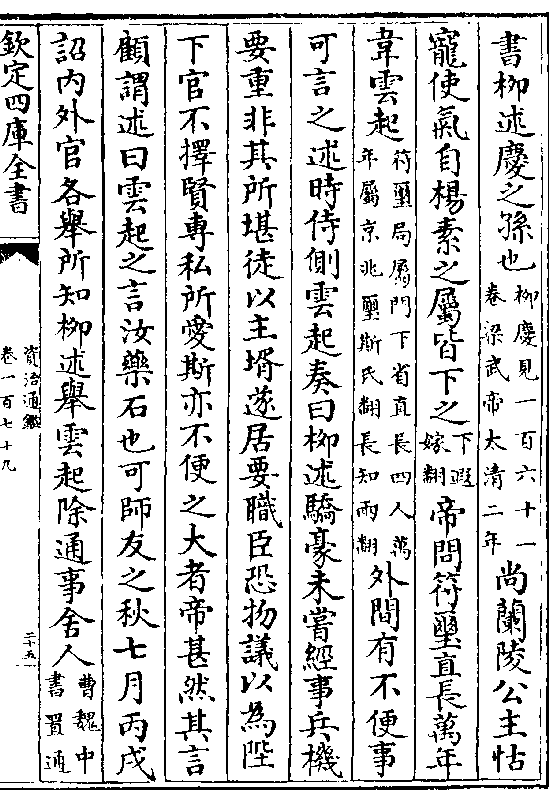 書柳述慶之孫也柳慶見一百六十一卷梁武帝太清二年尚蘭陵公主怙
寵使氣自楊素之屬皆下之下遐嫁翻帝問符璽直長萬年
韋雲起符璽局屬門下省直長四人萬年屬京兆璽斯氏翻長知兩翻外間有不便事
可言之述時侍側雲起奏曰柳述驕豪未嘗經事兵機
要重非其所堪徒以主壻遂居要職臣恐物議以為陛
下官不擇賢專私所愛斯亦不便之大者帝甚然其言
顧謂述曰雲起之言汝藥石也可師友之秋七月丙戌
詔内外官各舉所知柳述舉雲起除通事舍人曹魏中書置通
欽定四庫全書
資治通鑑
卷一百七十九
二十五